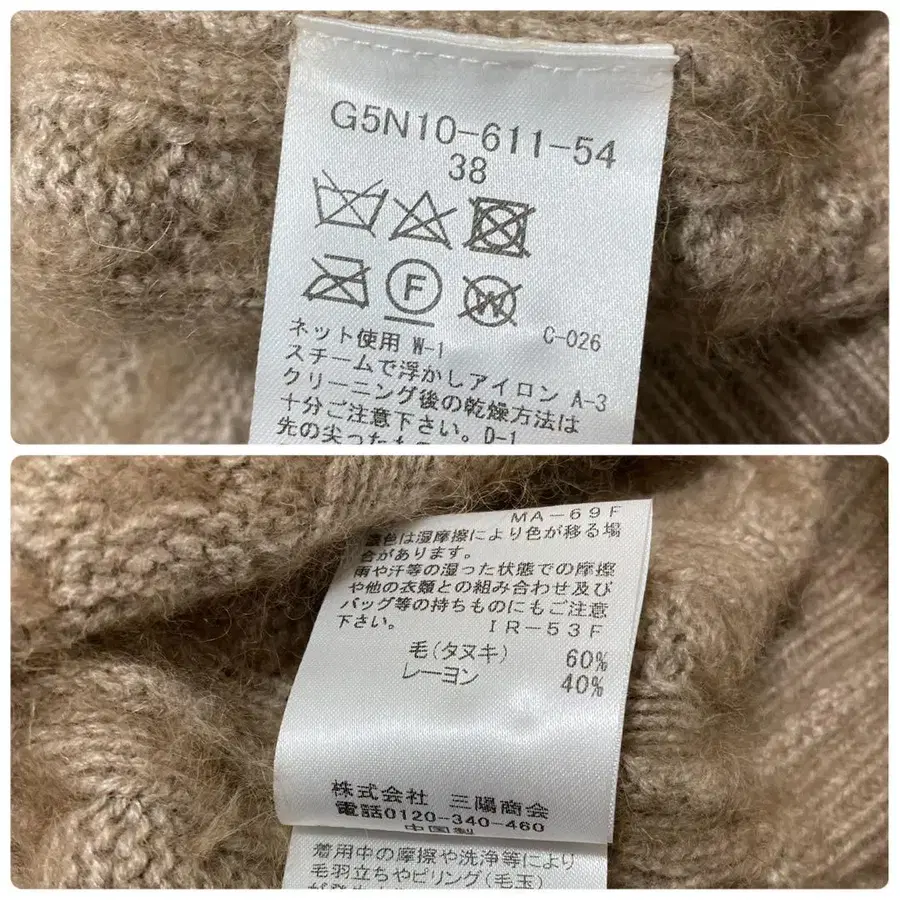 G5N10-611-54
38
F
W
ネット使用 W-1 C-026
スチームで浮かしアイロン A-3
クリーニング後の乾燥方法は
十分ご注意下さい。D-1
先の尖ったもの
MA-69F
濃色は湿摩擦により色が移る場
合があります。
雨や汗等の湿った状態での摩擦
や他の衣類との組み合わせ及び
バッグ等の持ちものにもご注意
下さい。 IR-53F
毛(タヌキ) 60%
レーヨン 40%
株式会社 三陽商会
電話0120-340-460
中国製
着用中の摩擦や洗浄等により
毛羽立ちやピリング(毛玉)